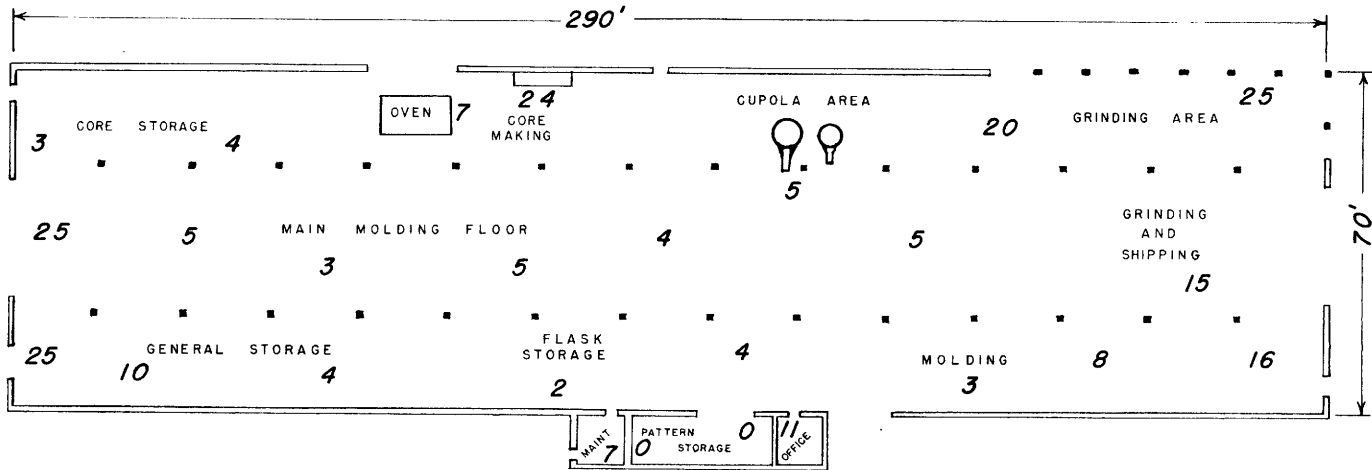 290'
OVEN 7
24
CORE
MAKING
CUPOLA AREA
25
3
CORE STORAGE
4
20
GRINDING AREA
5
25
5
MAIN MOLDING FLOOR
3
5
4
5
GRINDING
AND
SHIPPING
15
70'
25
GENERAL STORAGE
10
4
FLASK
STORAGE
2
4
MOLDING
3
8
16
MAINT
7
0
PATTERN
STORAGE
0
11
OFFICE